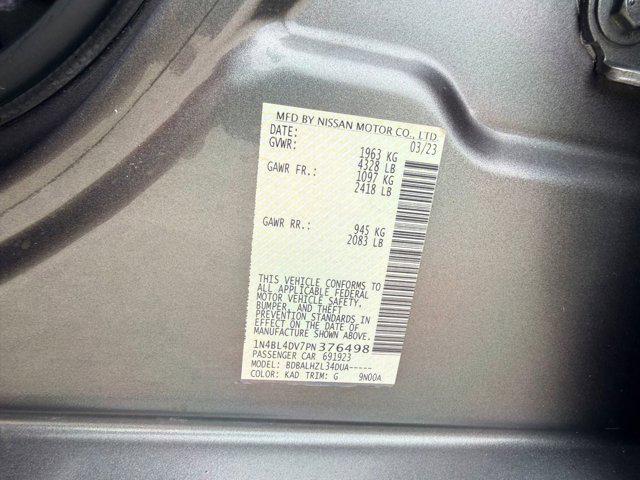 MFD BY NISSAN MOTOR CO., LTD
DATE: 03/23
GVWR: 1963 KG
4328 LB
GAWR FR.: 1097 KG
2418 LB
GAWR RR.: 945 KG
2083 LB
THIS VEHICLE CONFORMS TO
ALL APPLICABLE FEDERAL
MOTOR VEHICLE SAFETY,
BUMPER, AND THEFT
PREVENTION STANDARDS IN
EFFECT ON THE DATE OF
MANUFACTURE SHOWN ABOVE.
1N4BL4DV7PN376498
PASSENGER CAR 691923
MODEL: BDBALHZL34DUA-----
COLOR: KAD TRIM: G 9N00A